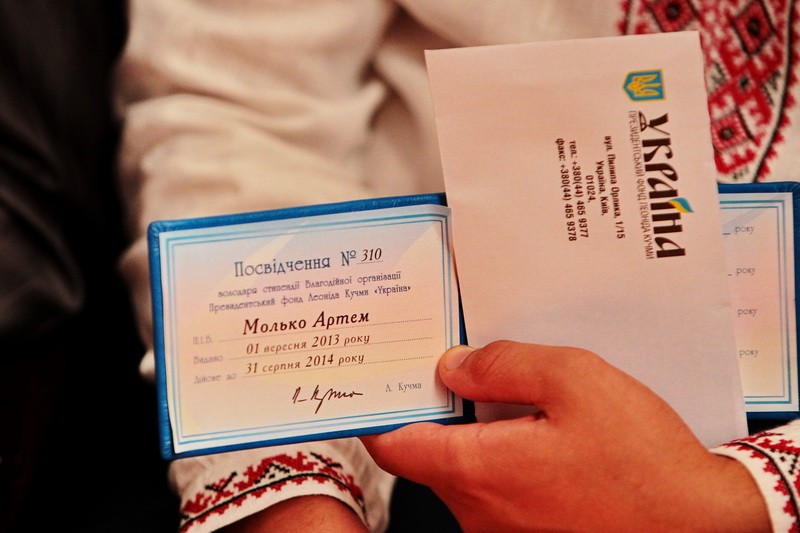 Посвідчення № 310
володаря стипендії Благодійної організації
Президентський фонд Леоніда Кучми «Україна»
П.І.Б. Молько Артем
Видано 01 вересня 2013 року
Дійсне до 31 серпня 2014 року
Л. Кучма
Україна
ПРЕЗИДЕНТСЬКИЙ ФОНД ЛЕОНІДА КУЧМИ
вул. Пилипа Орлика, 1/15
Україна, Київ,
01024,
тел.: +380(44) 465 9377
факс: +380(44) 465 9378
року
року
року
року